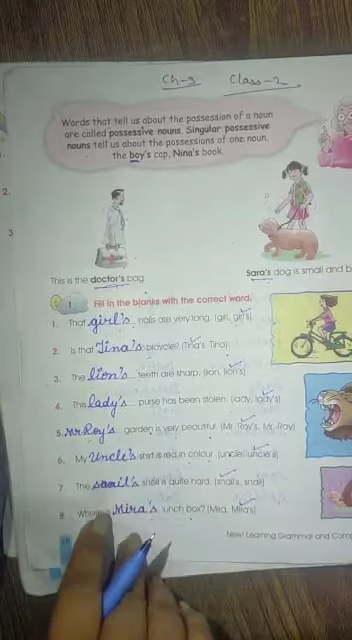 Ch-9 Class-2
Words that tell us about the possession of a noun
are called possessive nouns. Singular possessive
nouns tell us about the possessions of one noun.
the boy's cap, Nina's book
2.
3
This is the doctor's bag.
Sara's dog is small and b
1 Fill in the blanks with the correct word.
1. That girl's nails are very long. (girl, girl's)
2. Is that Tina's bicycle? (Tina's, Tina)
3. The lion's teeth are sharp. (lion, lion's)
4. This lady's purse has been stolen. (lady, lady's)
5. Mr. Roy's garden is very beautiful. (Mr. Roy's, Mr. Roy)
6. My Uncle's shirt is red in colour. (uncle, uncle's)
7. The snail's shell is quite hard. (snail's, snail)
8. Where is Mira's lunch box? (Mira, Mira's)
New! Learning Grammar and Comp